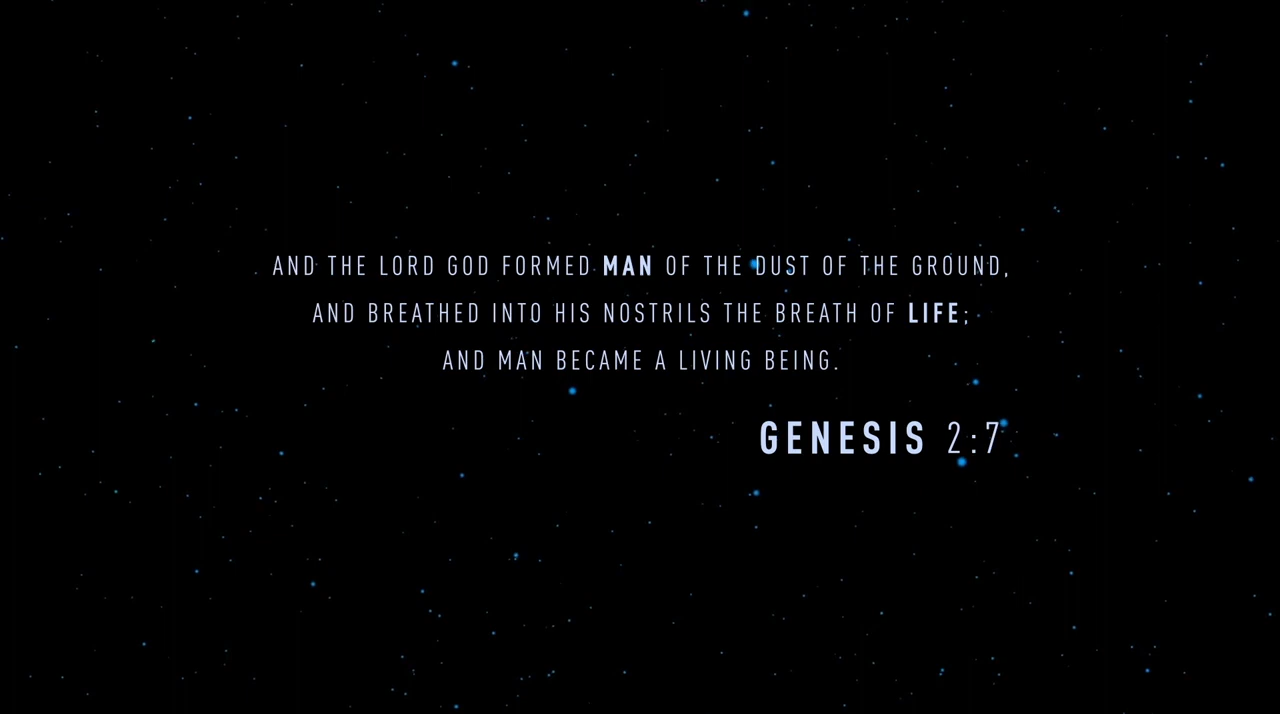 AND THE LORD GOD FORMED MAN OF THE DUST OF THE GROUND,
AND BREATHED INTO HIS NOSTRILS THE BREATH OF LIFE;
AND MAN BECAME A LIVING BEING.
GENESIS 2:7